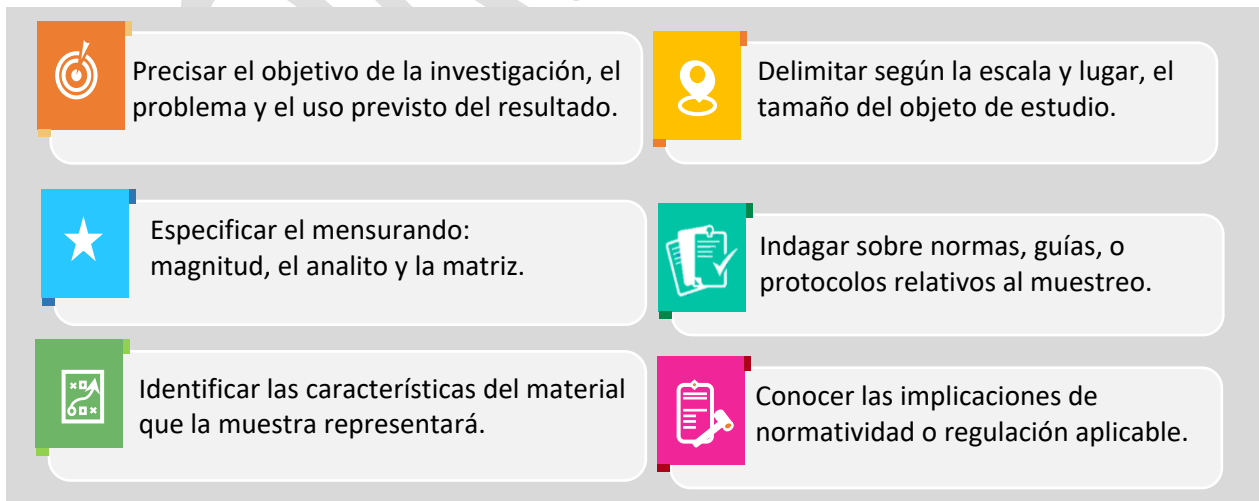 Precisar el objetivo de la investigación, el
problema y el uso previsto del resultado.
Delimitar según la escala y lugar, el
tamaño del objeto de estudio.
Especificar el mensurando:
magnitud, el analito y la matriz.
Indagar sobre normas, guías, o
protocolos relativos al muestreo.
Identificar las características del material
que la muestra representará.
Conocer las implicaciones de
normatividad o regulación aplicable.